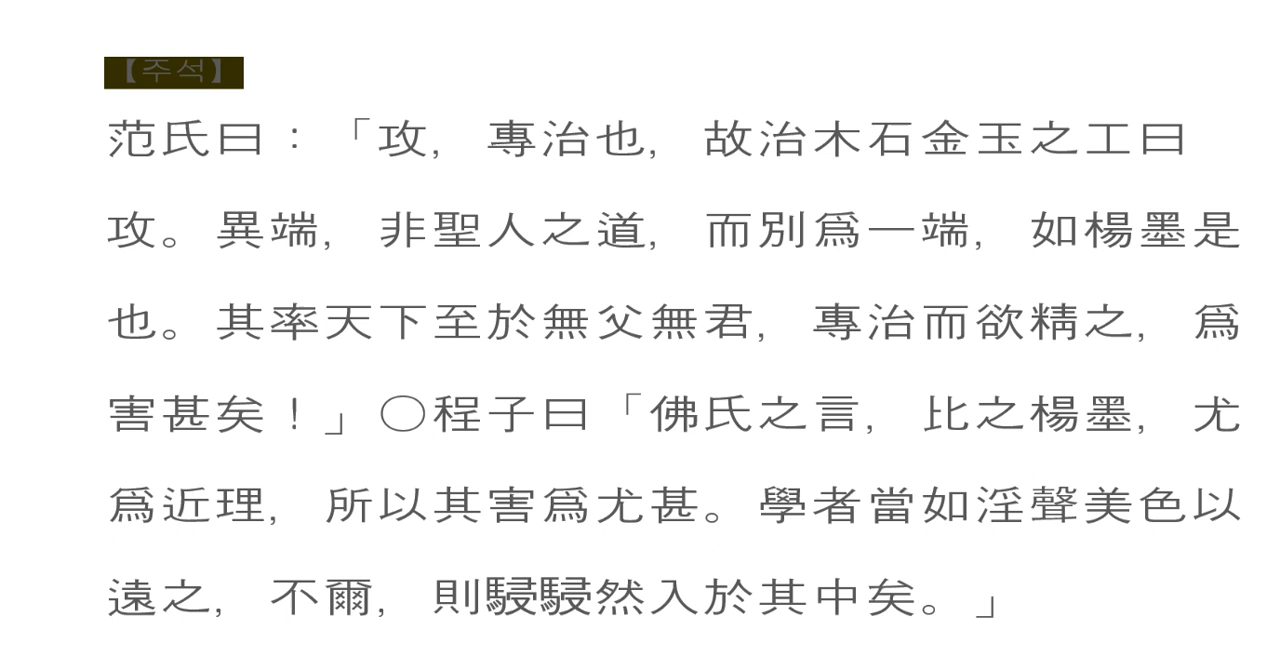 【주석】
范氏曰：「攻, 專治也, 故治木石金玉之工曰
攻。異端, 非聖人之道, 而別爲一端, 如楊墨是
也。其率天下至於無父無君, 專治而欲精之, 爲
害甚矣！」○程子曰「佛氏之言, 比之楊墨, 尤
爲近理, 所以其害爲尤甚。學者當如淫聲美色以
遠之, 不爾, 則駸駸然入於其中矣。」